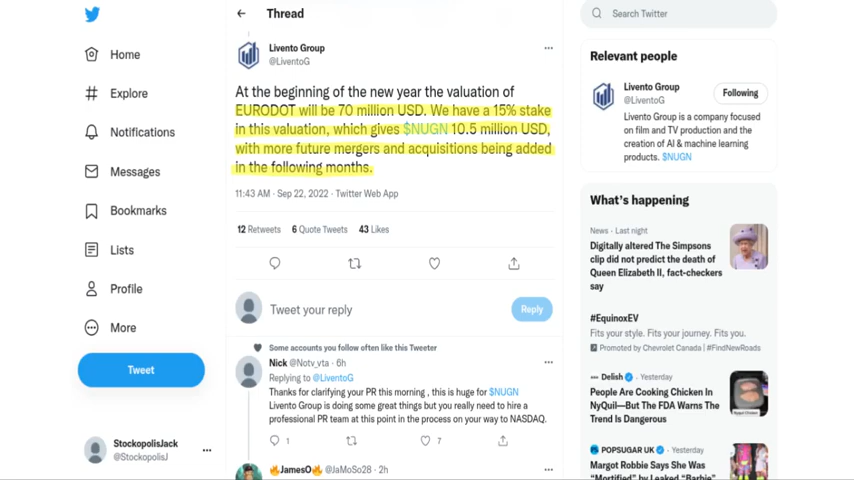 Thread
Search Twitter
Home
Explore
Notifications
Messages
Bookmarks
Lists
Profile
More
Tweet
StockopolisJack
@StockopolisJ
Livento Group
@LiventoG
At the beginning of the new year the valuation of
EURODOT will be 70 million USD. We have a 15% stake
in this valuation, which gives $NUGN 10.5 million USD,
with more future mergers and acquisitions being added
in the following months.
11:43 AM · Sep 22, 2022 · Twitter Web App
12 Retweets 6 Quote Tweets 43 Likes
Tweet your reply
Reply
Some accounts you follow often like this Tweeter
Nick @Notv_vta · 6h
Replying to @LiventoG
Thanks for clarifying your PR this morning , this is huge for $NUGN
Livento Group is doing some great things but you really need to hire a
professional PR team at this point in the process on your way to NASDAQ.
1
7
🔥JamesO🔥 @JaMoSo28 · 2h
Relevant people
Livento Group
@LiventoG
Following
Livento Group is a company focused
on film and TV production and the
creation of AI & machine learning
products. $NUGN
What's happening
News · Last night
Digitally altered The Simpsons
clip did not predict the death of
Queen Elizabeth II, fact-checkers
say
#EquinoxEV
Fits your style. Fits your journey. Fits you.
Promoted by Chevrolet Canada | #FindNewRoads
Delish · Yesterday
People Are Cooking Chicken In
NyQuil—But The FDA Warns The
Trend Is Dangerous
POPSUGAR UK · Yesterday
Margot Robbie Says She Was
"Mortified" by Leaked "Barbie"